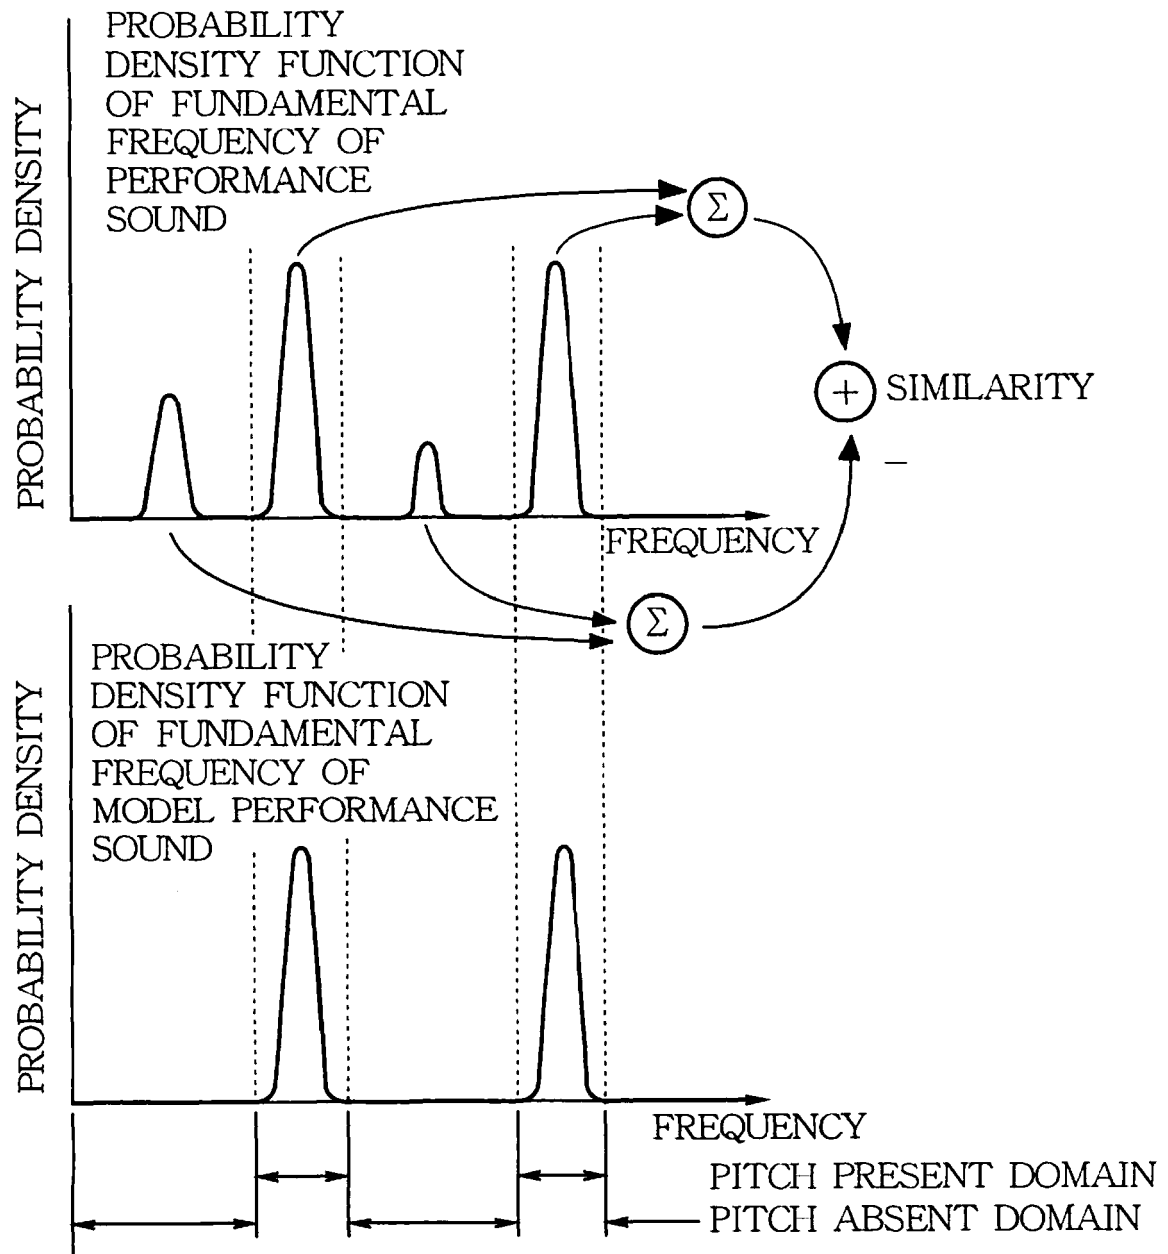 PROBABILITY
DENSITY FUNCTION
OF FUNDAMENTAL
FREQUENCY OF
PERFORMANCE
SOUND
PROBABILITY DENSITY
Σ
+
SIMILARITY
−
FREQUENCY
Σ
PROBABILITY
DENSITY FUNCTION
OF FUNDAMENTAL
FREQUENCY OF
MODEL PERFORMANCE
SOUND
PROBABILITY DENSITY
FREQUENCY
PITCH PRESENT DOMAIN
PITCH ABSENT DOMAIN